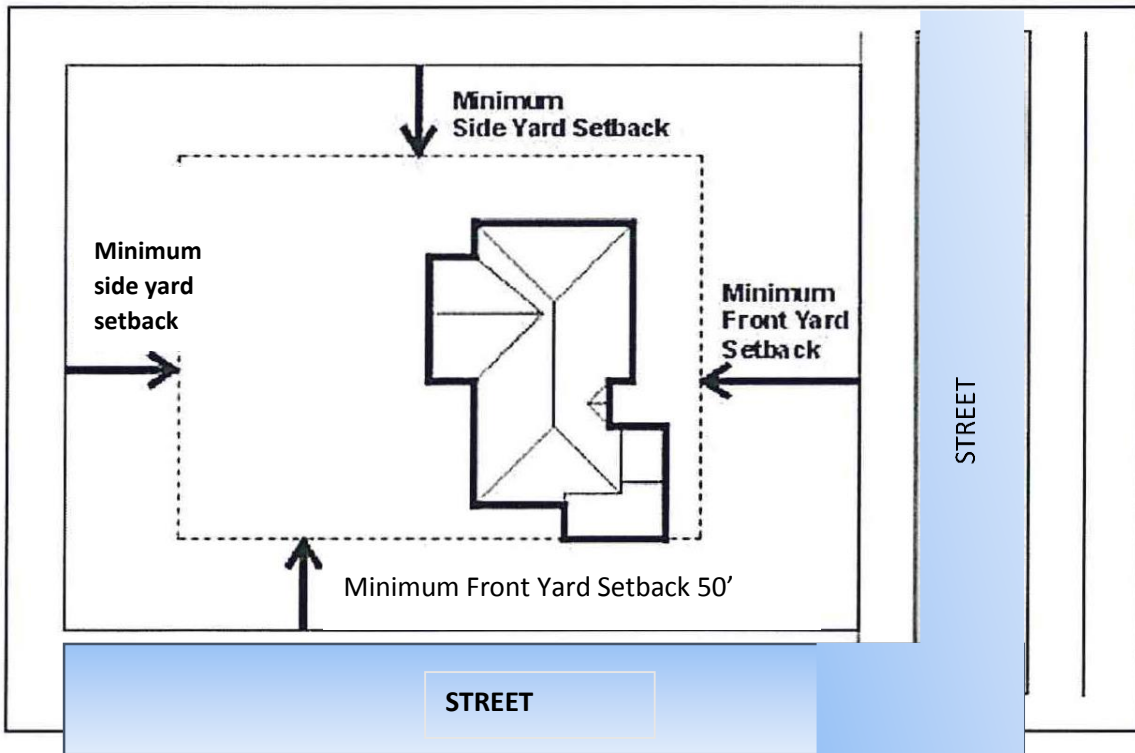 Minimum
Side Yard Setback
Minimum
side yard
setback
Minimum
Front Yard
Setback
STREET
Minimum Front Yard Setback 50’
STREET